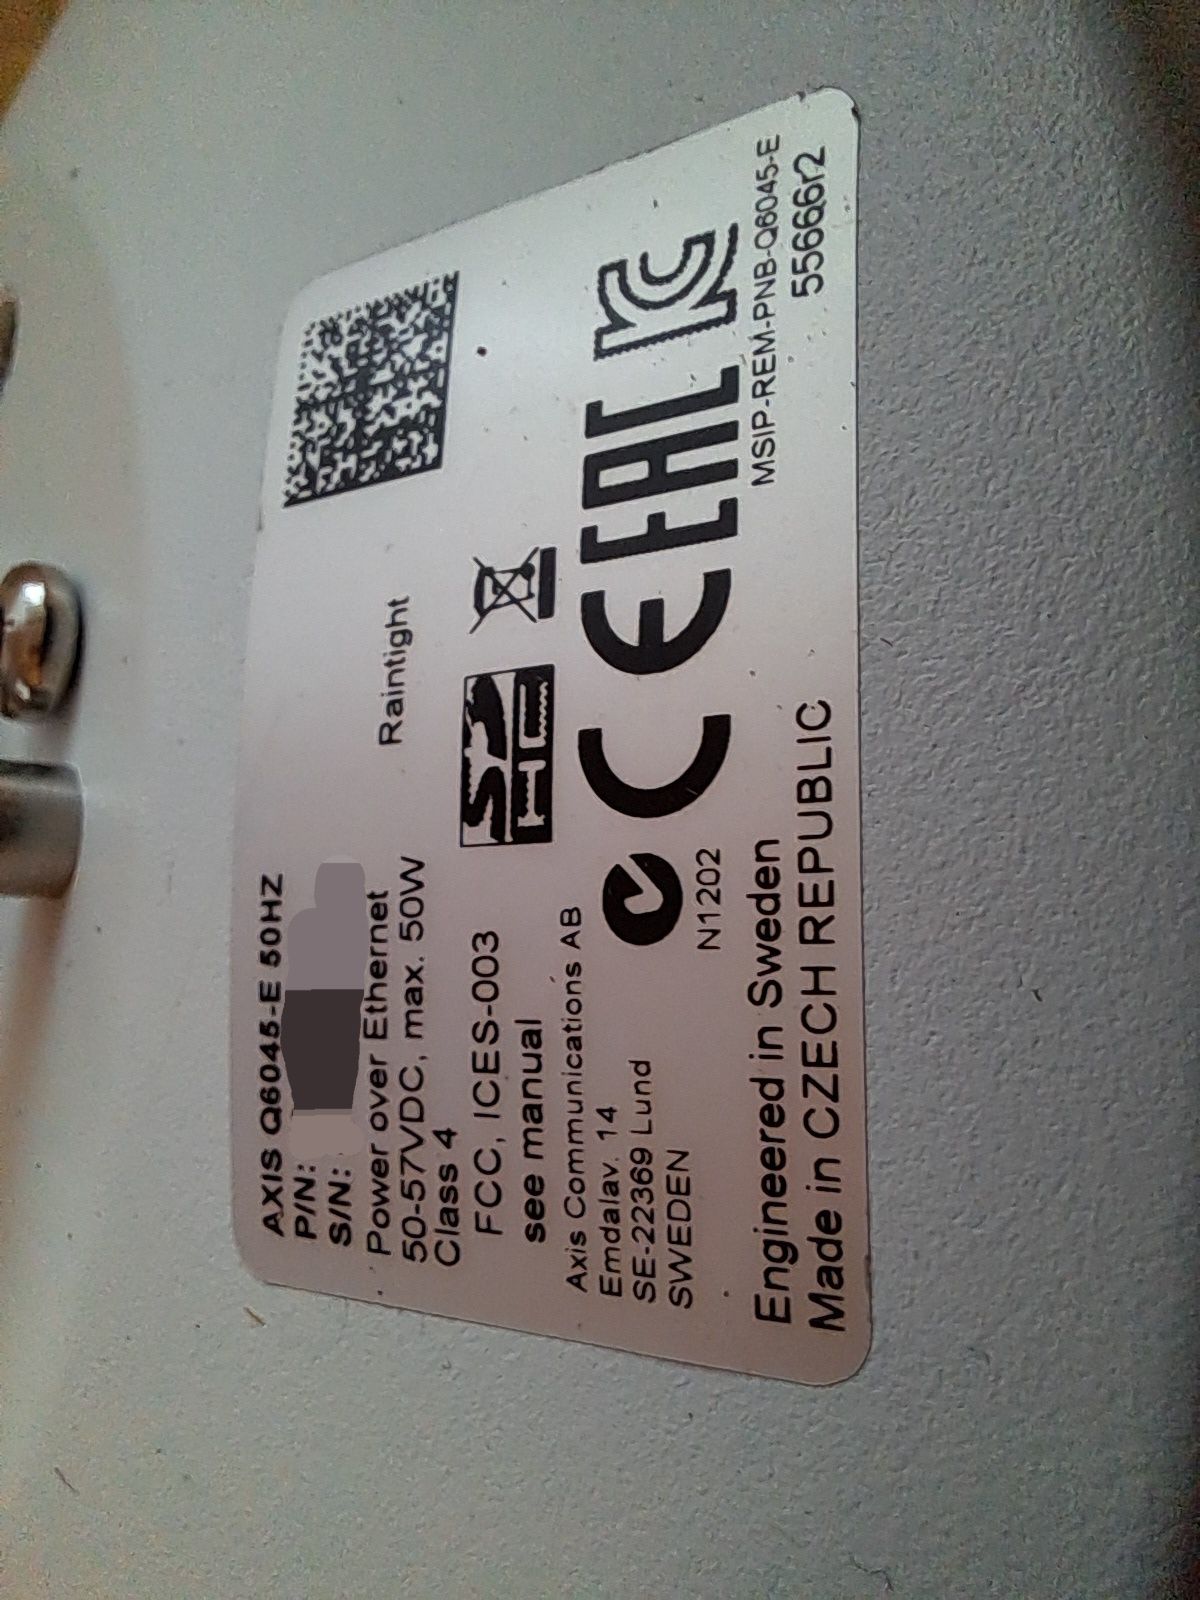 AXIS Q6045-E 50HZ
P/N:
S/N:
Power over Ethernet
50-57VDC, max. 50W
Class 4
Raintight
FCC, ICES-003
see manual
Axis Communications AB
Emdalav. 14
SE-22369 Lund
SWEDEN
N1202
CE EAC
MSIP-REM-PNB-Q6045-E
Engineered in Sweden
Made in CZECH REPUBLIC
55666r2